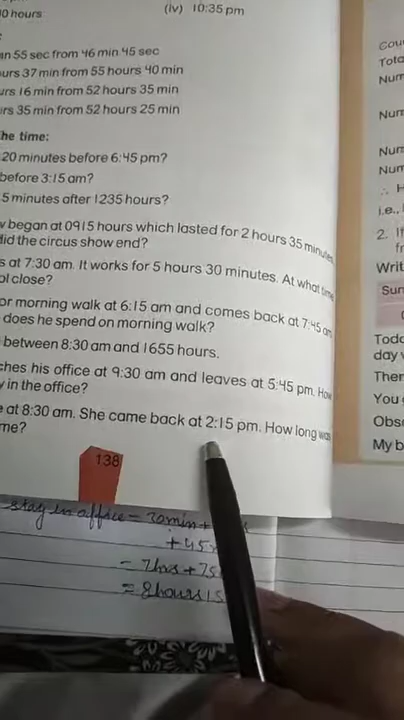 0 hours
(iv) 10:35 pm
an 55 sec from 46 min 45 sec
urs 37 min from 55 hours 40 min
urs 16 min from 52 hours 35 min
rs 35 min from 52 hours 25 min
he time:
20 minutes before 6:45 pm?
before 3:15 am?
5 minutes after 1235 hours?
w began at 0915 hours which lasted for 2 hours 35 minutes
did the circus show end?
s at 7:30 am. It works for 5 hours 30 minutes. At what time
ol close?
or morning walk at 6:15 am and comes back at 7:45 am
does he spend on morning walk?
between 8:30 am and 1655 hours.
ches his office at 9:30 am and leaves at 5:45 pm. How
y in the office?
e at 8:30 am. She came back at 2:15 pm. How long was
me?
138
stay in office = 30min +
+45
= 7hrs + 75
= 8hours 15
Cou
Tota
Num
Num
Num
Num
∴ H
i.e.,
2. If
fr
Writ
Sun
Toda
day
Ther
You
Obs
My b